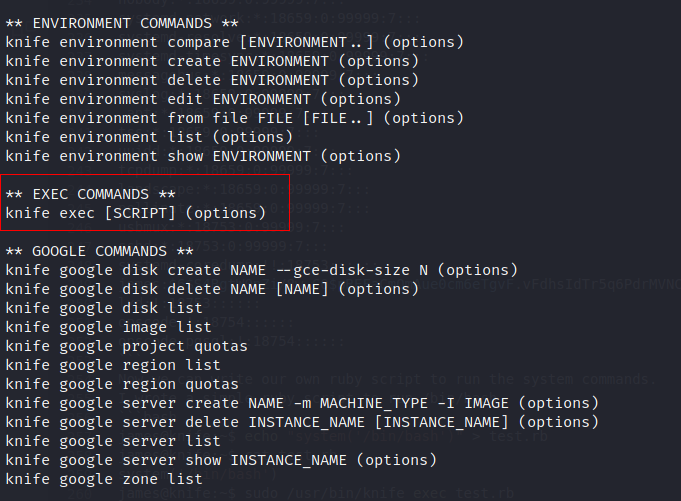 ** ENVIRONMENT COMMANDS **
knife environment compare [ENVIRONMENT..] (options)
knife environment create ENVIRONMENT (options)
knife environment delete ENVIRONMENT (options)
knife environment edit ENVIRONMENT (options)
knife environment from file FILE [FILE..] (options)
knife environment list (options)
knife environment show ENVIRONMENT (options)
** EXEC COMMANDS **
knife exec [SCRIPT] (options)
** GOOGLE COMMANDS **
knife google disk create NAME --gce-disk-size N (options)
knife google disk delete NAME [NAME] (options)
knife google disk list
knife google image list
knife google project quotas
knife google region list
knife google region quotas
knife google server create NAME -m MACHINE_TYPE -I IMAGE (options)
knife google server delete INSTANCE_NAME [INSTANCE_NAME] (options)
knife google server list
knife google server show INSTANCE_NAME (options)
knife google zone list